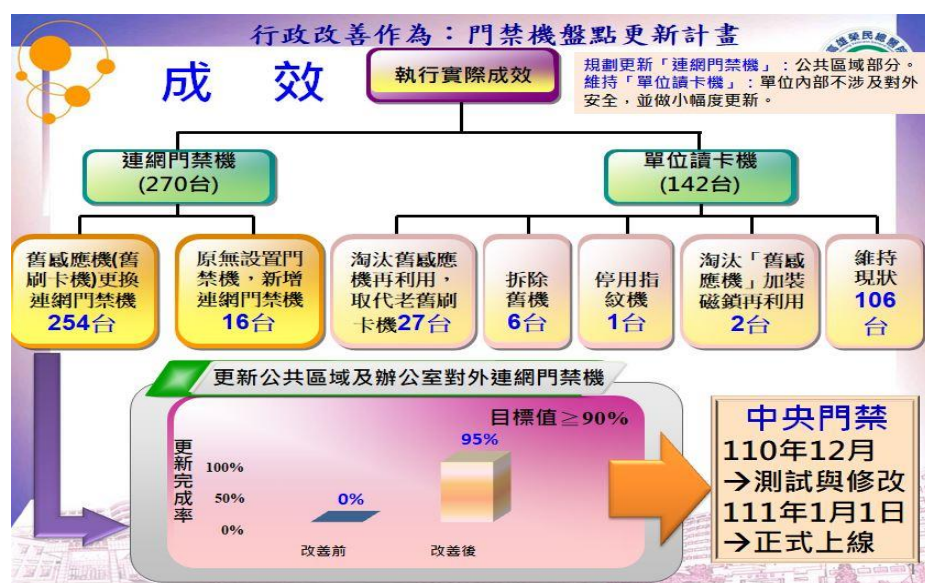 行政改善作為：門禁機盤點更新計畫
成 效
執行實際成效
規劃更新「連網門禁機」：公共區域部分。
維持「單位讀卡機」：單位內部不涉及對外
安全，並做小幅度更新。
連網門禁機
(270台)
單位讀卡機
(142台)
舊感應機(舊
刷卡機)更換
連網門禁機
254台
原無設置門
禁機，新增
連網門禁機
16台
淘汰舊感應
機再利用，
取代老舊刷
卡機27台
拆除
舊機
6台
停用指
紋機
1台
淘汰「舊感
應機」加裝
磁鎖再利用
2台
維持
現狀
106
台
更新公共區域及辦公室對外連網門禁機
目標值≧90%
更新完成率
100%
50%
0%
0%
95%
改善前
改善後
中央門禁
110年12月
→測試與修改
111年1月1日
→正式上線